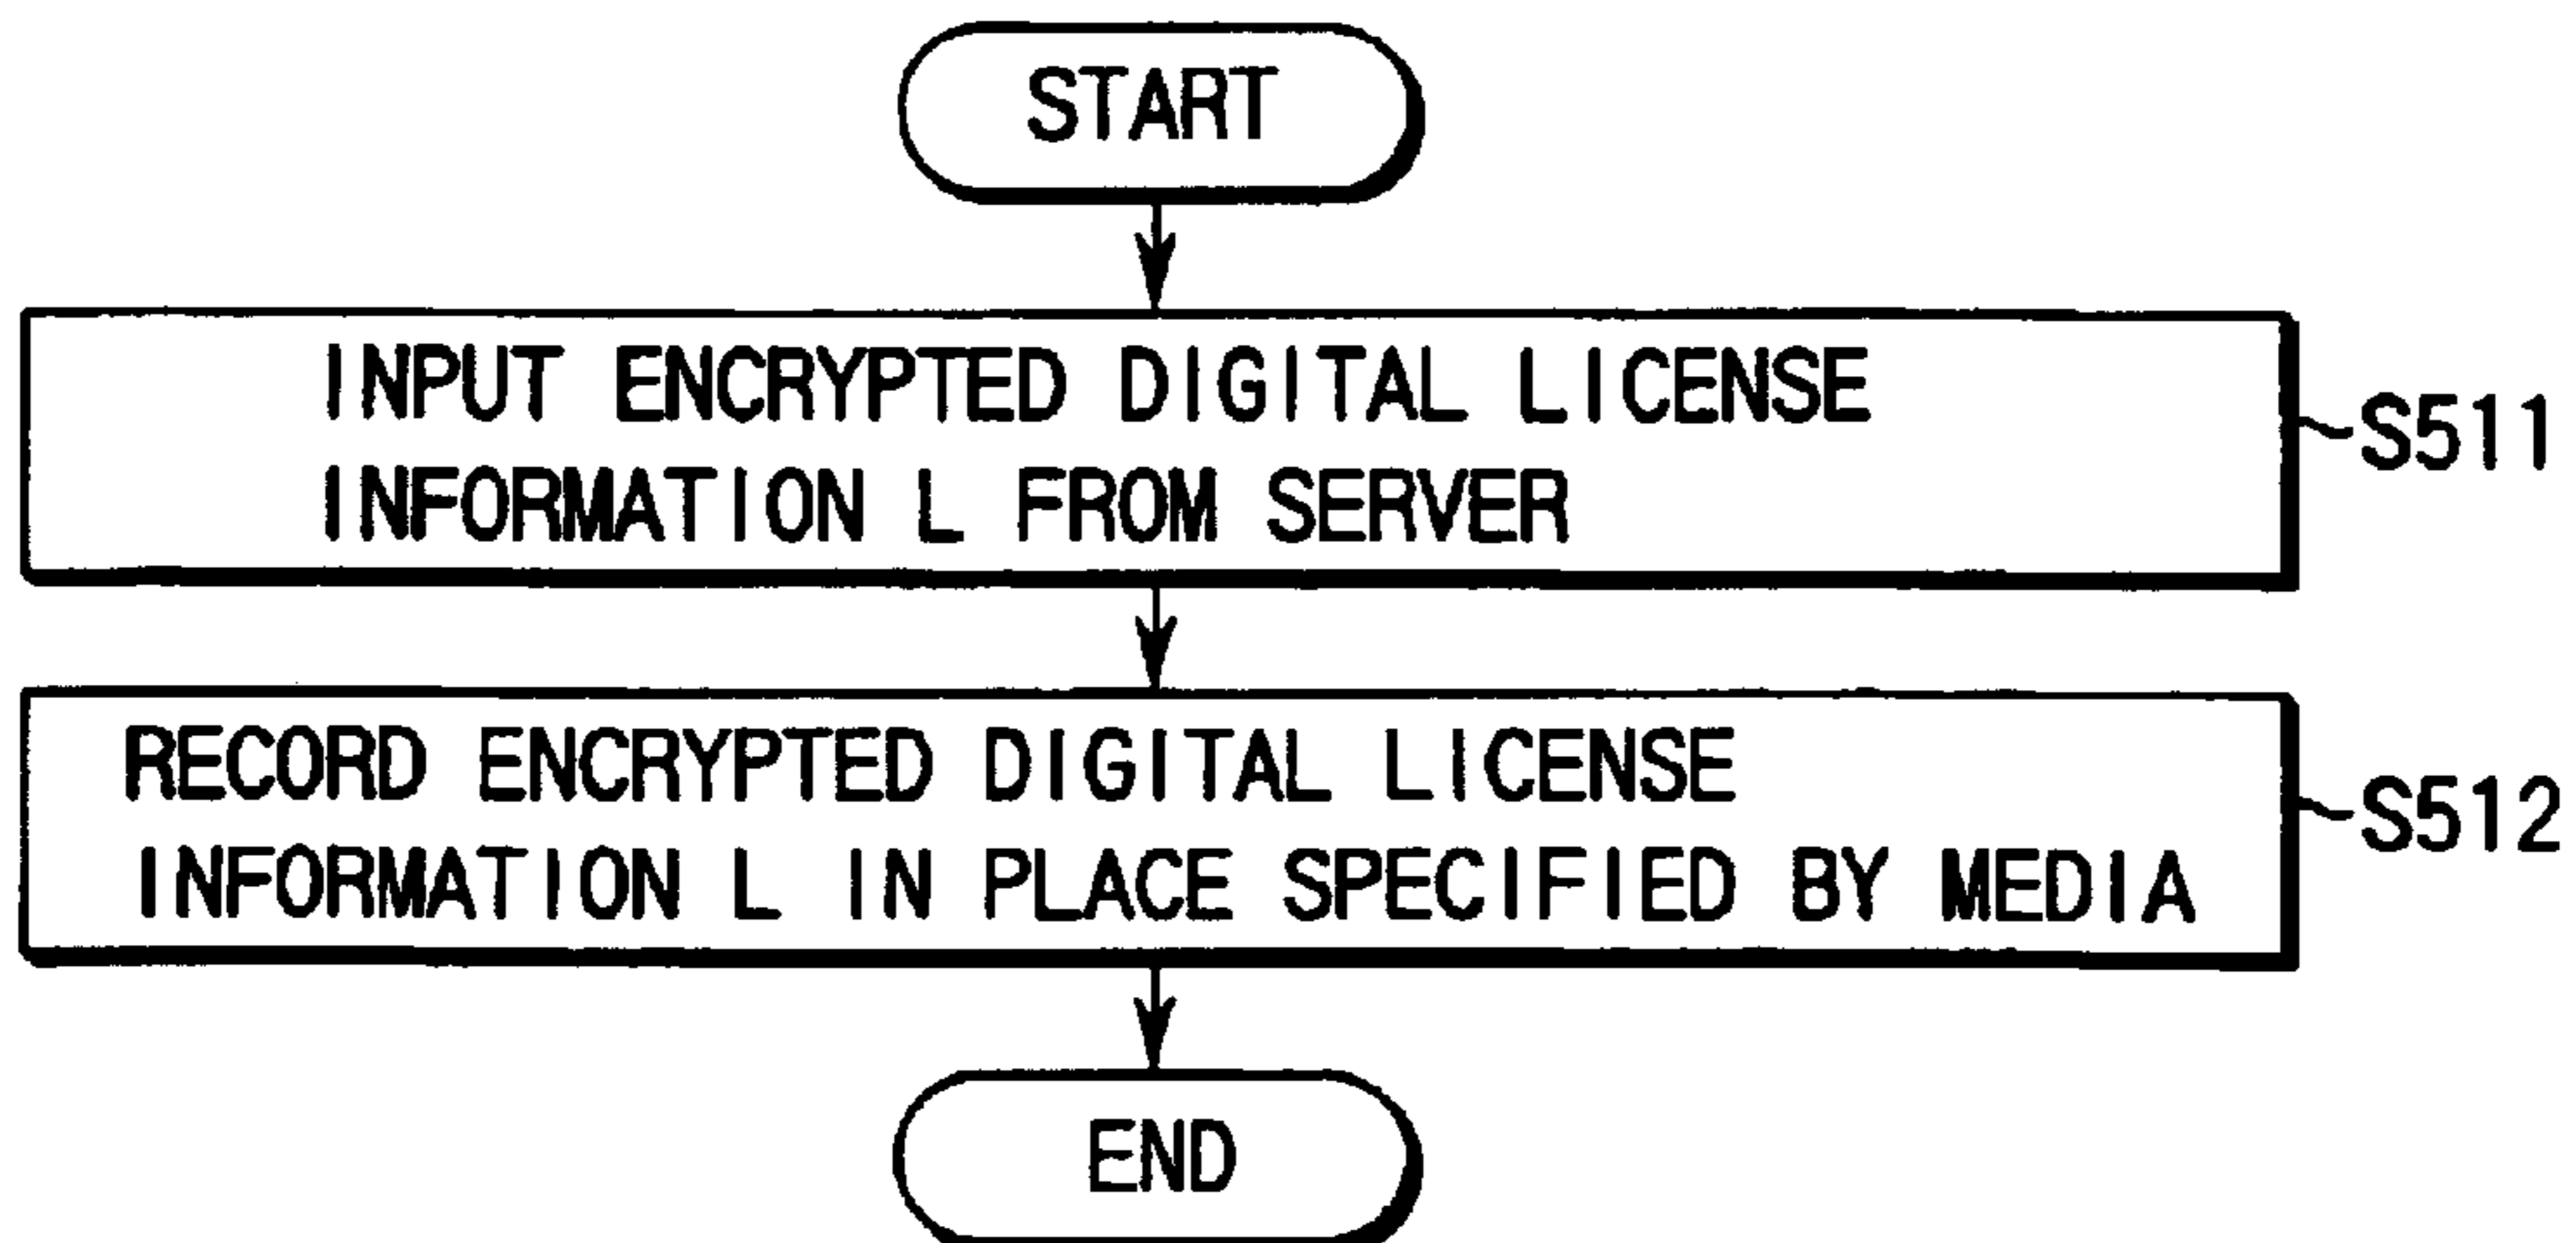 START
INPUT ENCRYPTED DIGITAL LICENSE
INFORMATION L FROM SERVER
S511
RECORD ENCRYPTED DIGITAL LICENSE
INFORMATION L IN PLACE SPECIFIED BY MEDIA
S512
END